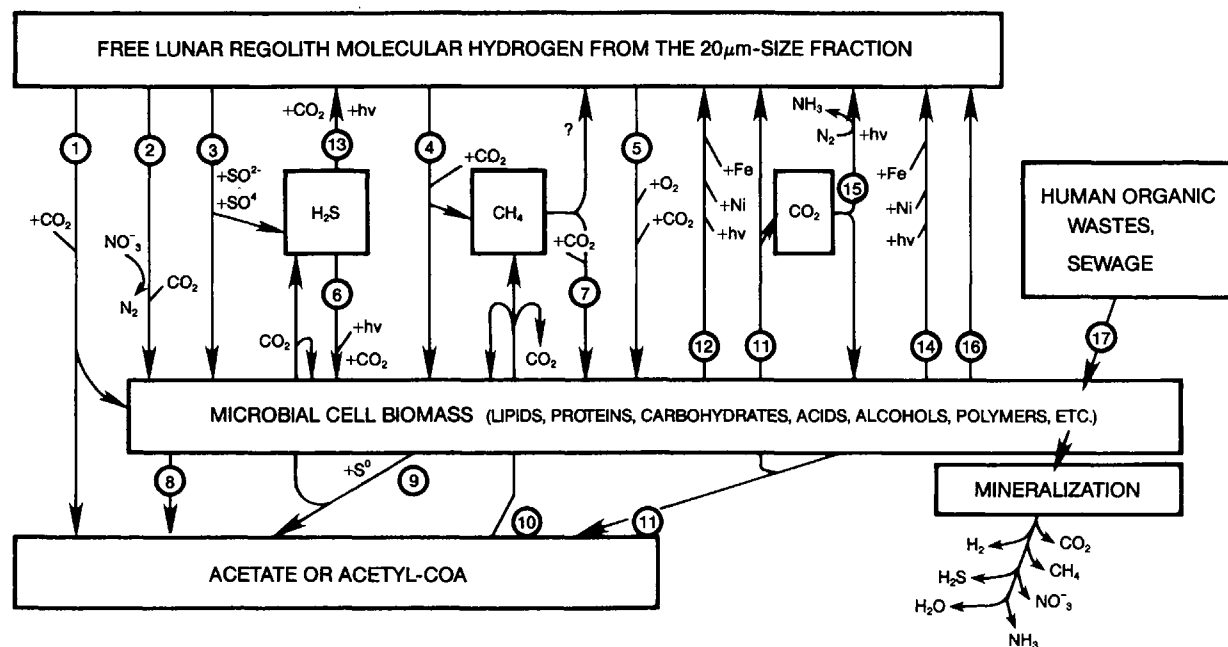 FREE LUNAR REGOLITH MOLECULAR HYDROGEN FROM THE 20μm-SIZE FRACTION
1
2
3
13
4
5
+CO₂
+hv
?
NH₃
N₂
+hv
+SO²⁻
+SO⁴
+CO₂
+O₂
+CO₂
+Fe
+Ni
+hv
15
+Fe
+Ni
+hv
H₂S
CH₄
CO₂
+CO₂
+CO₂
NO⁻₃
CO₂
N₂
6
7
HUMAN ORGANIC
WASTES,
SEWAGE
CO₂
+hv
+CO₂
CO₂
12
11
14
16
17
MICROBIAL CELL BIOMASS (LIPIDS, PROTEINS, CARBOHYDRATES, ACIDS, ALCOHOLS, POLYMERS, ETC.)
8
+S⁰
9
10
11
MINERALIZATION
ACETATE OR ACETYL-COA
H₂
CO₂
H₂S
CH₄
H₂O
NO⁻₃
NH₃